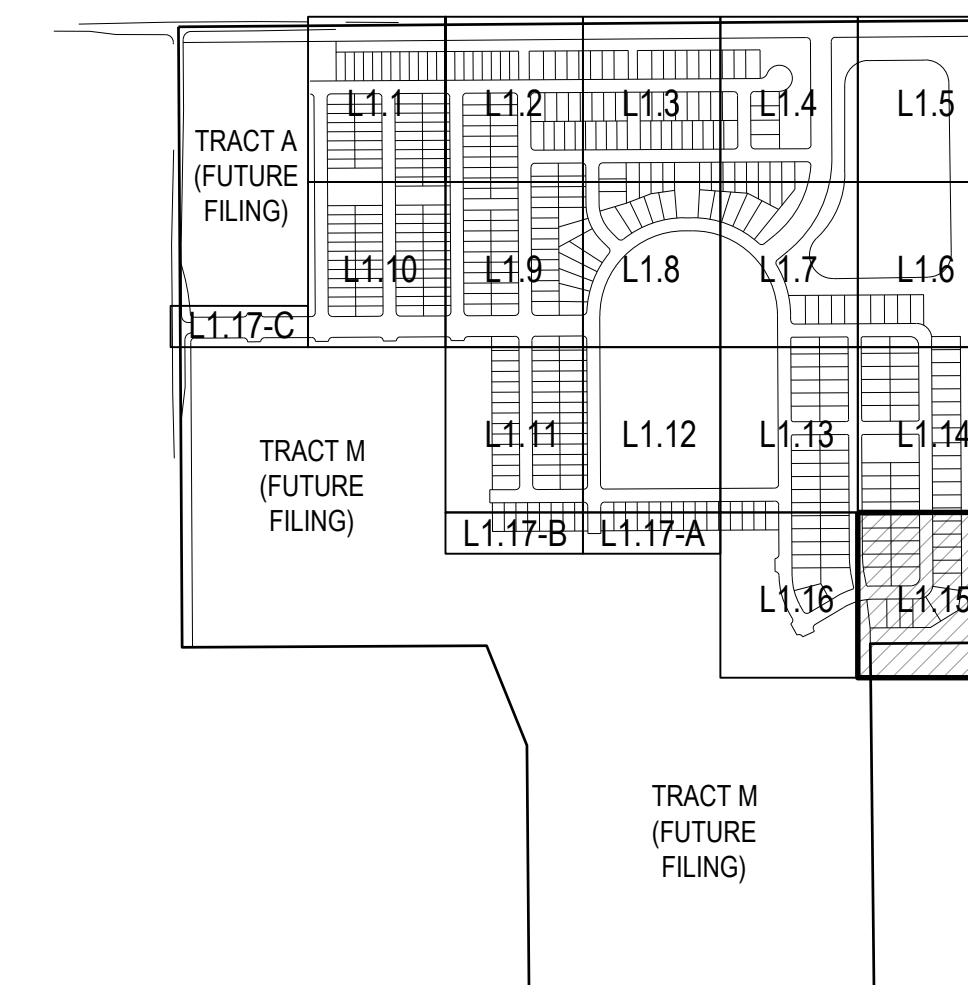 L1.1 L1.2 L1.3 L1.4 L1.5
TRACT A
(FUTURE
FILING)
L1.10 L1.9 L1.8 L1.7 L1.6
L1.17-C
TRACT M
(FUTURE
FILING)
L1.11 L1.12 L1.13 L1.14
L1.17-B L1.17-A
L1.16 L1.15
TRACT M
(FUTURE
FILING)